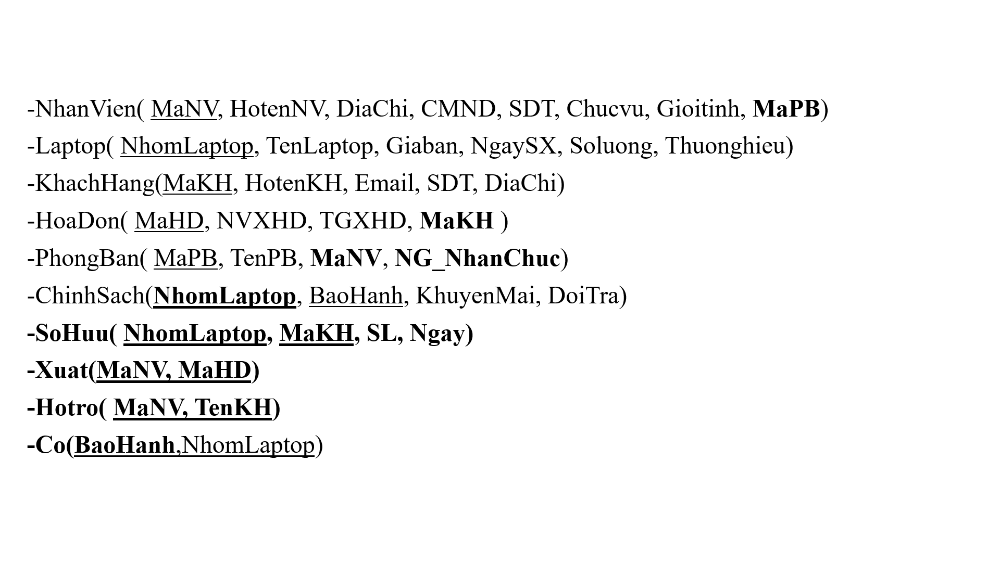 -NhanVien( MaNV, HotenNV, DiaChi, CMND, SDT, Chucvu, Gioitinh, MaPB)
-Laptop( NhomLaptop, TenLaptop, Giaban, NgaySX, Soluong, Thuonghieu)
-KhachHang(MaKH, HotenKH, Email, SDT, DiaChi)
-HoaDon( MaHD, NVXHD, TGXHD, MaKH )
-PhongBan( MaPB, TenPB, MaNV, NG_NhanChuc)
-ChinhSach(NhomLaptop, BaoHanh, KhuyenMai, DoiTra)
-SoHuu( NhomLaptop, MaKH, SL, Ngay)
-Xuat(MaNV, MaHD)
-Hotro( MaNV, TenKH)
-Co(BaoHanh,NhomLaptop)